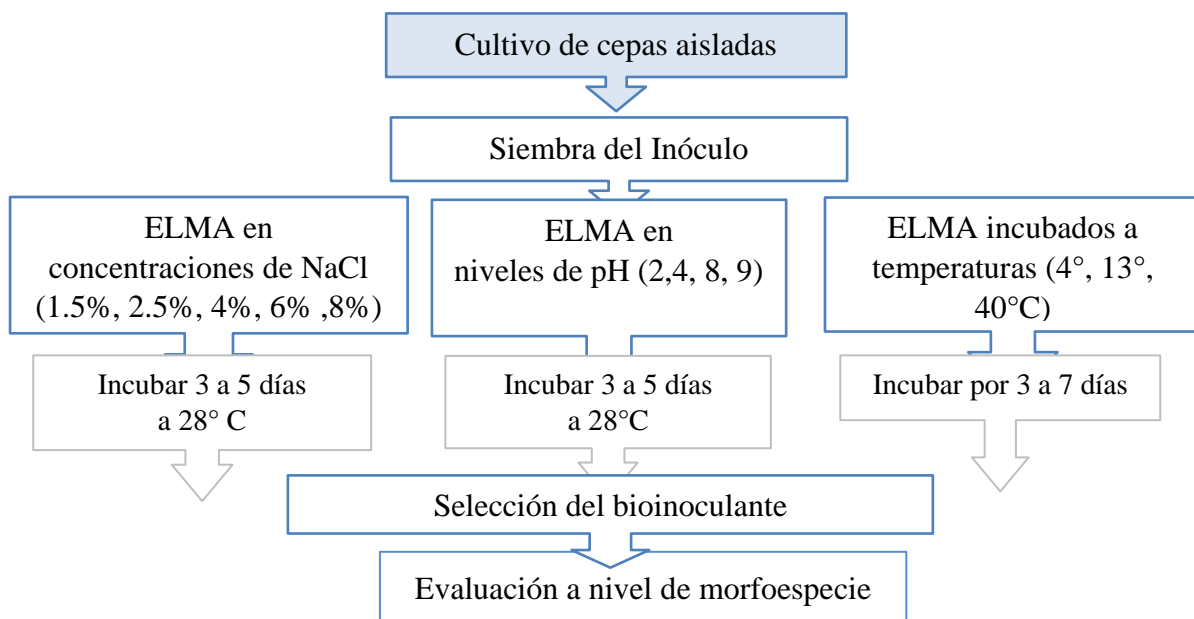 Cultivo de cepas aisladas
Siembra del Inóculo
ELMA en
concentraciones de NaCl
(1.5%, 2.5%, 4%, 6% ,8%)
ELMA en
niveles de pH (2,4, 8, 9)
ELMA incubados a
temperaturas (4°, 13°,
40°C)
Incubar 3 a 5 días
a 28° C
Incubar 3 a 5 días
a 28°C
Incubar por 3 a 7 días
Selección del bioinoculante
Evaluación a nivel de morfoespecie